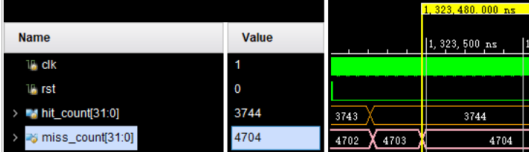 1,323,480.000 ns
Name Value
1,323,500 ns
clk 1
rst 0
hit_count[31:0] 3744 3743 3744
miss_count[31:0] 4704 4702 4703 4704